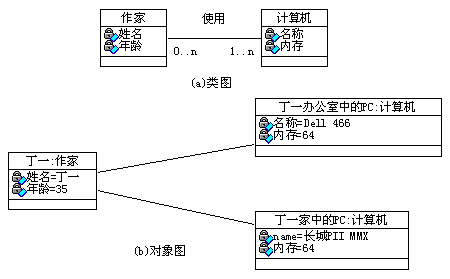 作家
使用
计算机
姓名
年龄
名称
内存
0..n
1..n
(a)类图
丁一办公室中的PC:计算机
名称=Dell 466
内存=64
丁一:作家
姓名=丁一
年龄=35
丁一家中的PC:计算机
name=长城PII MMX
内存=64
(b)对象图